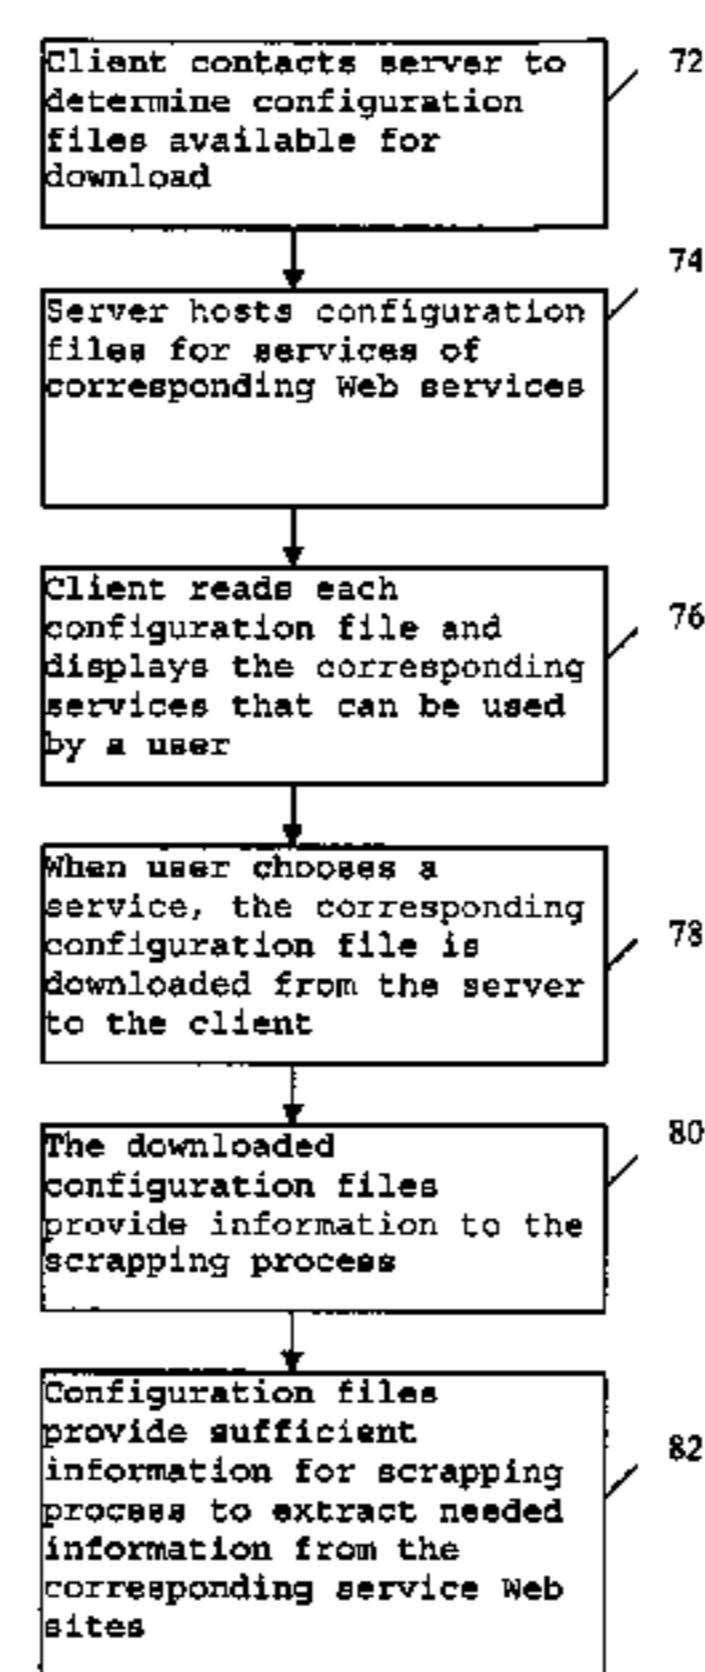 Client contacts server to
determine configuration
files available for
download
72
Server hosts configuration
files for services of
corresponding Web services
74
Client reads each
configuration file and
displays the corresponding
services that can be used
by a user
76
When user chooses a
service, the corresponding
configuration file is
downloaded from the server
to the client
78
The downloaded
configuration files
provide information to the
scrapping process
80
Configuration files
provide sufficient
information for scrapping
process to extract needed
information from the
corresponding service Web
sites
82